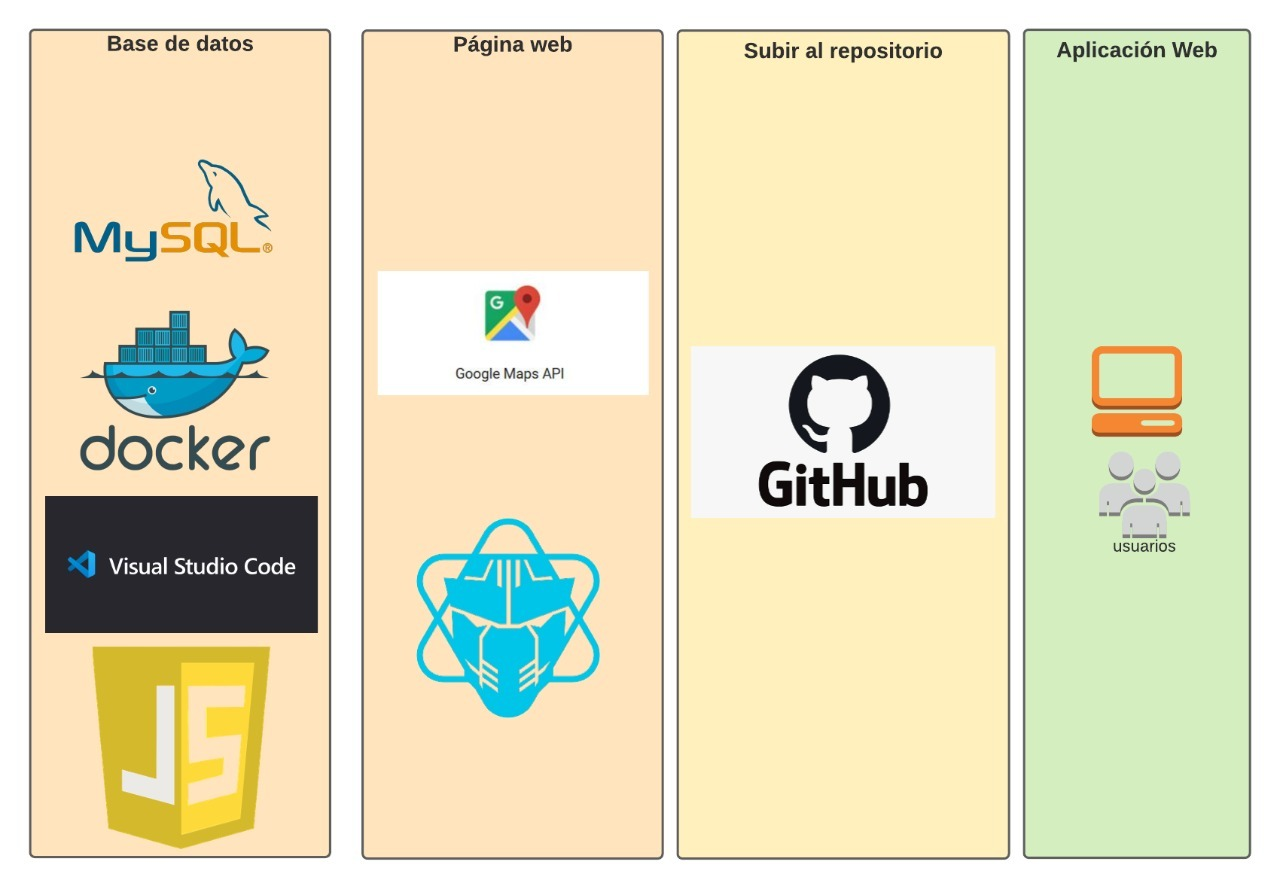 Base de datos
MySQL®
docker
Visual Studio Code
JS
Página web
G
Google Maps API
Subir al repositorio
GitHub
Aplicación Web
usuarios